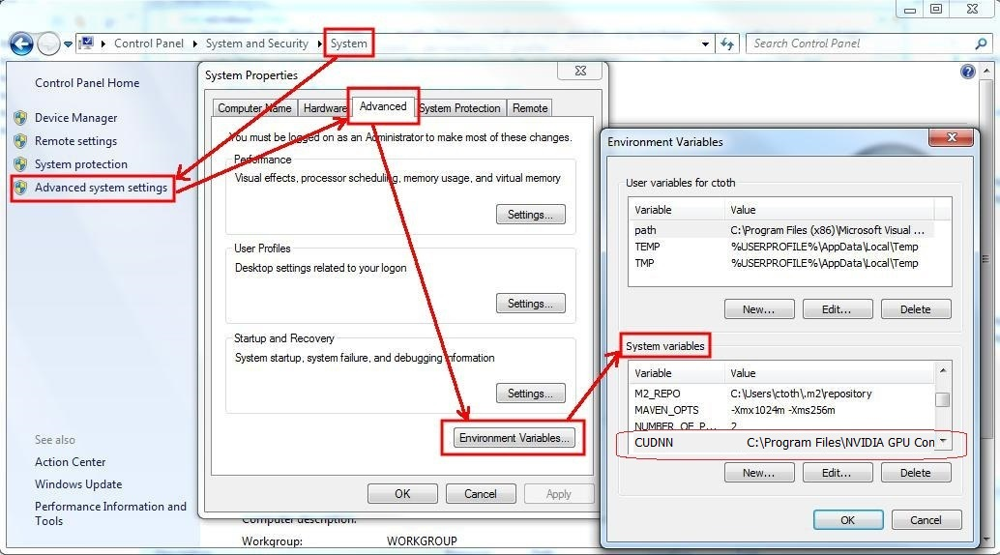 Control Panel
System and Security
System
Search Control Panel
Control Panel Home
Device Manager
Remote settings
System protection
Advanced system settings
See also
Action Center
Windows Update
Performance Information and
Tools
System Properties
Computer Name
Hardware
Advanced
System Protection
Remote
You must be logged on as an Administrator to make most of these changes.
Performance
Visual effects, processor scheduling, memory usage, and virtual memory
Settings...
User Profiles
Desktop settings related to your logon
Settings...
Startup and Recovery
System startup, system failure, and debugging information
Settings...
Environment Variables...
OK Cancel Apply
Computer description:
Workgroup: WORKGROUP
Environment Variables
User variables for ctoth
Variable Value
path C:\Program Files (x86)\Microsoft Visual ...
TEMP %USERPROFILE%\AppData\Local\Temp
TMP %USERPROFILE%\AppData\Local\Temp
New... Edit... Delete
System variables
Variable Value
M2_REPO C:\Users\ctoth\.m2\repository
MAVEN_OPTS -Xmx1024m -Xms256m
NUMBER_OF_P... 2
CUDNN C:\Program Files\NVIDIA GPU Con
New... Edit... Delete
OK Cancel